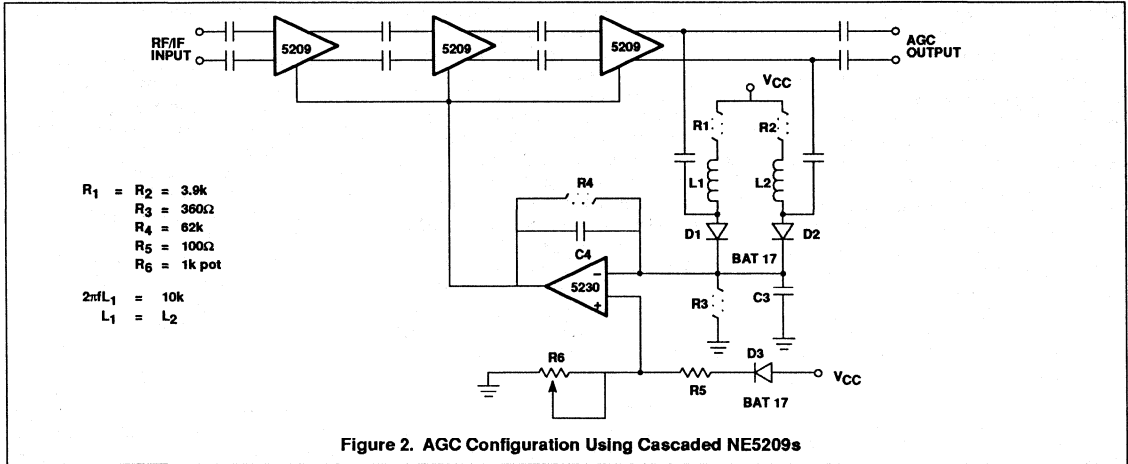 RF/IF
INPUT
5209
5209
5209
AGC
OUTPUT
VCC
R1
R2
L1
L2
R1 = R2 = 3.9k
R3 = 360Ω
R4 = 62k
R5 = 100Ω
R6 = 1k pot
2πfL1 = 10k
L1 = L2
R4
C4
D1
D2
BAT 17
5230
−
+
R3
C3
R6
R5
D3
VCC
BAT 17
Figure 2. AGC Configuration Using Cascaded NE5209s